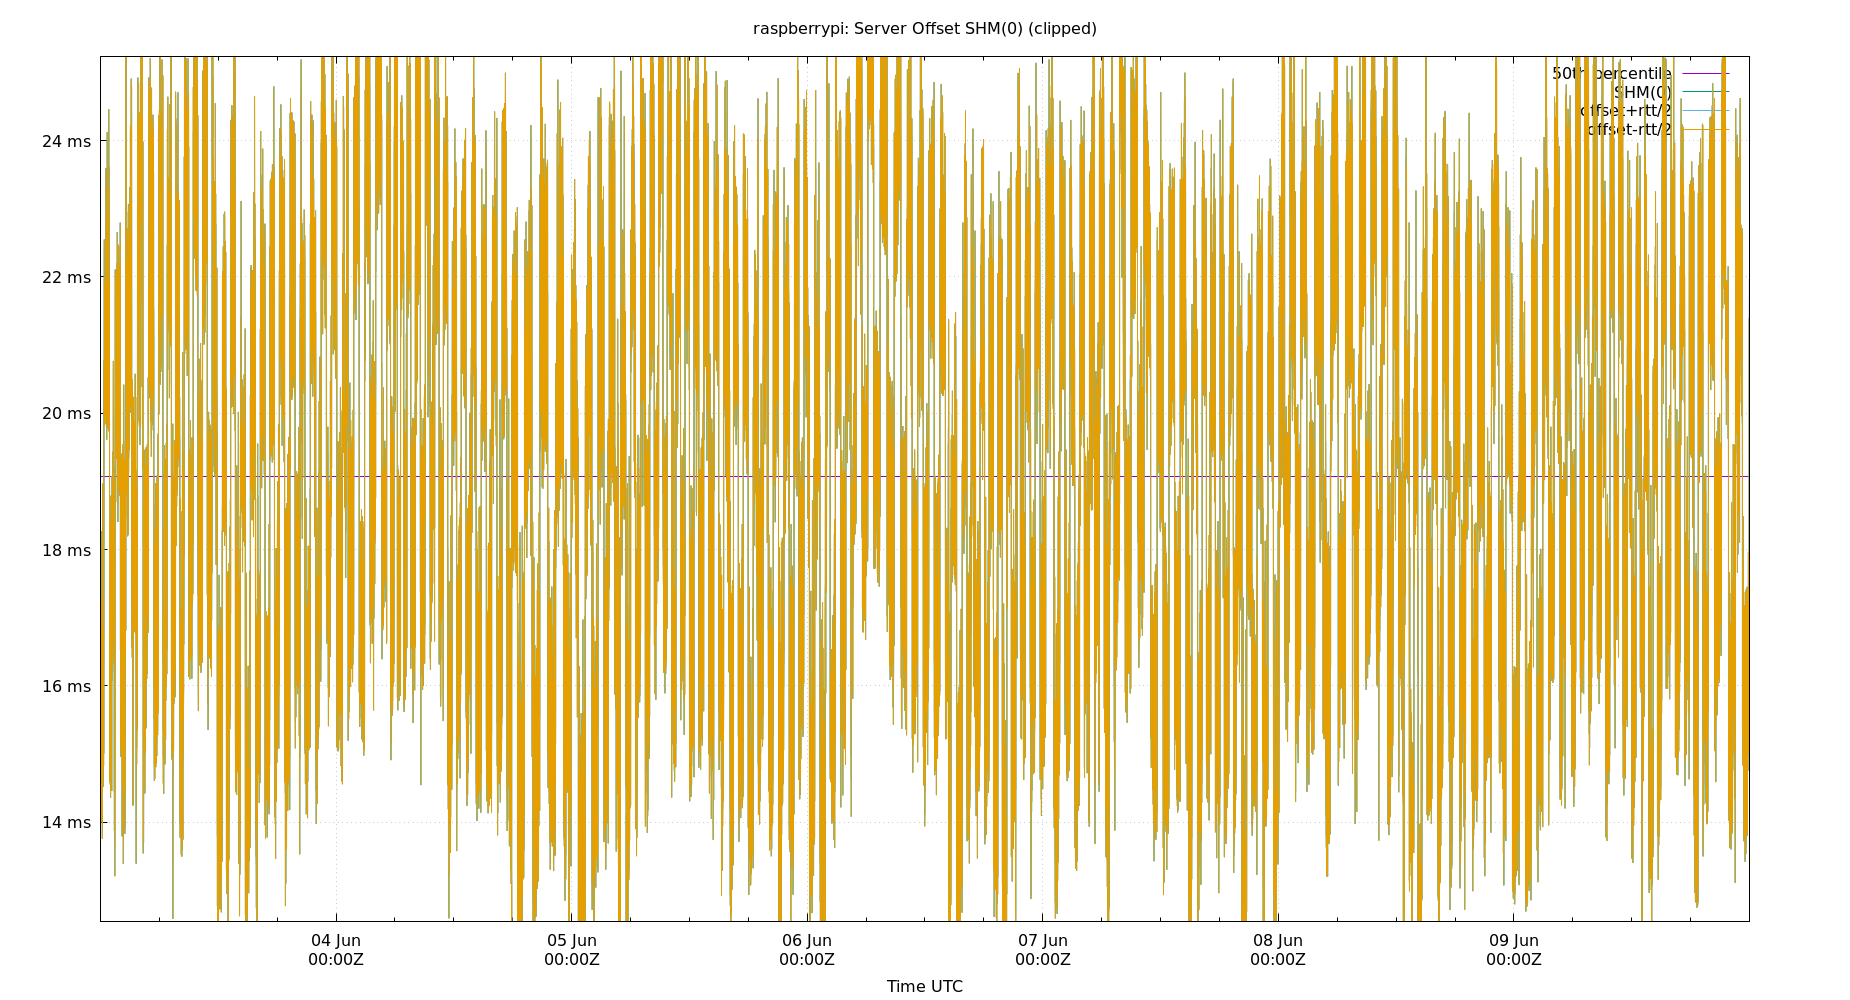 raspberrypi: Server Offset SHM(0) (clipped)
50th percentile
SHM(0)
offset+rtt/2
offset-rtt/2
24 ms
22 ms
20 ms
18 ms
16 ms
14 ms
04 Jun 05 Jun 06 Jun 07 Jun 08 Jun 09 Jun
00:00Z 00:00Z 00:00Z 00:00Z 00:00Z 00:00Z
Time UTC